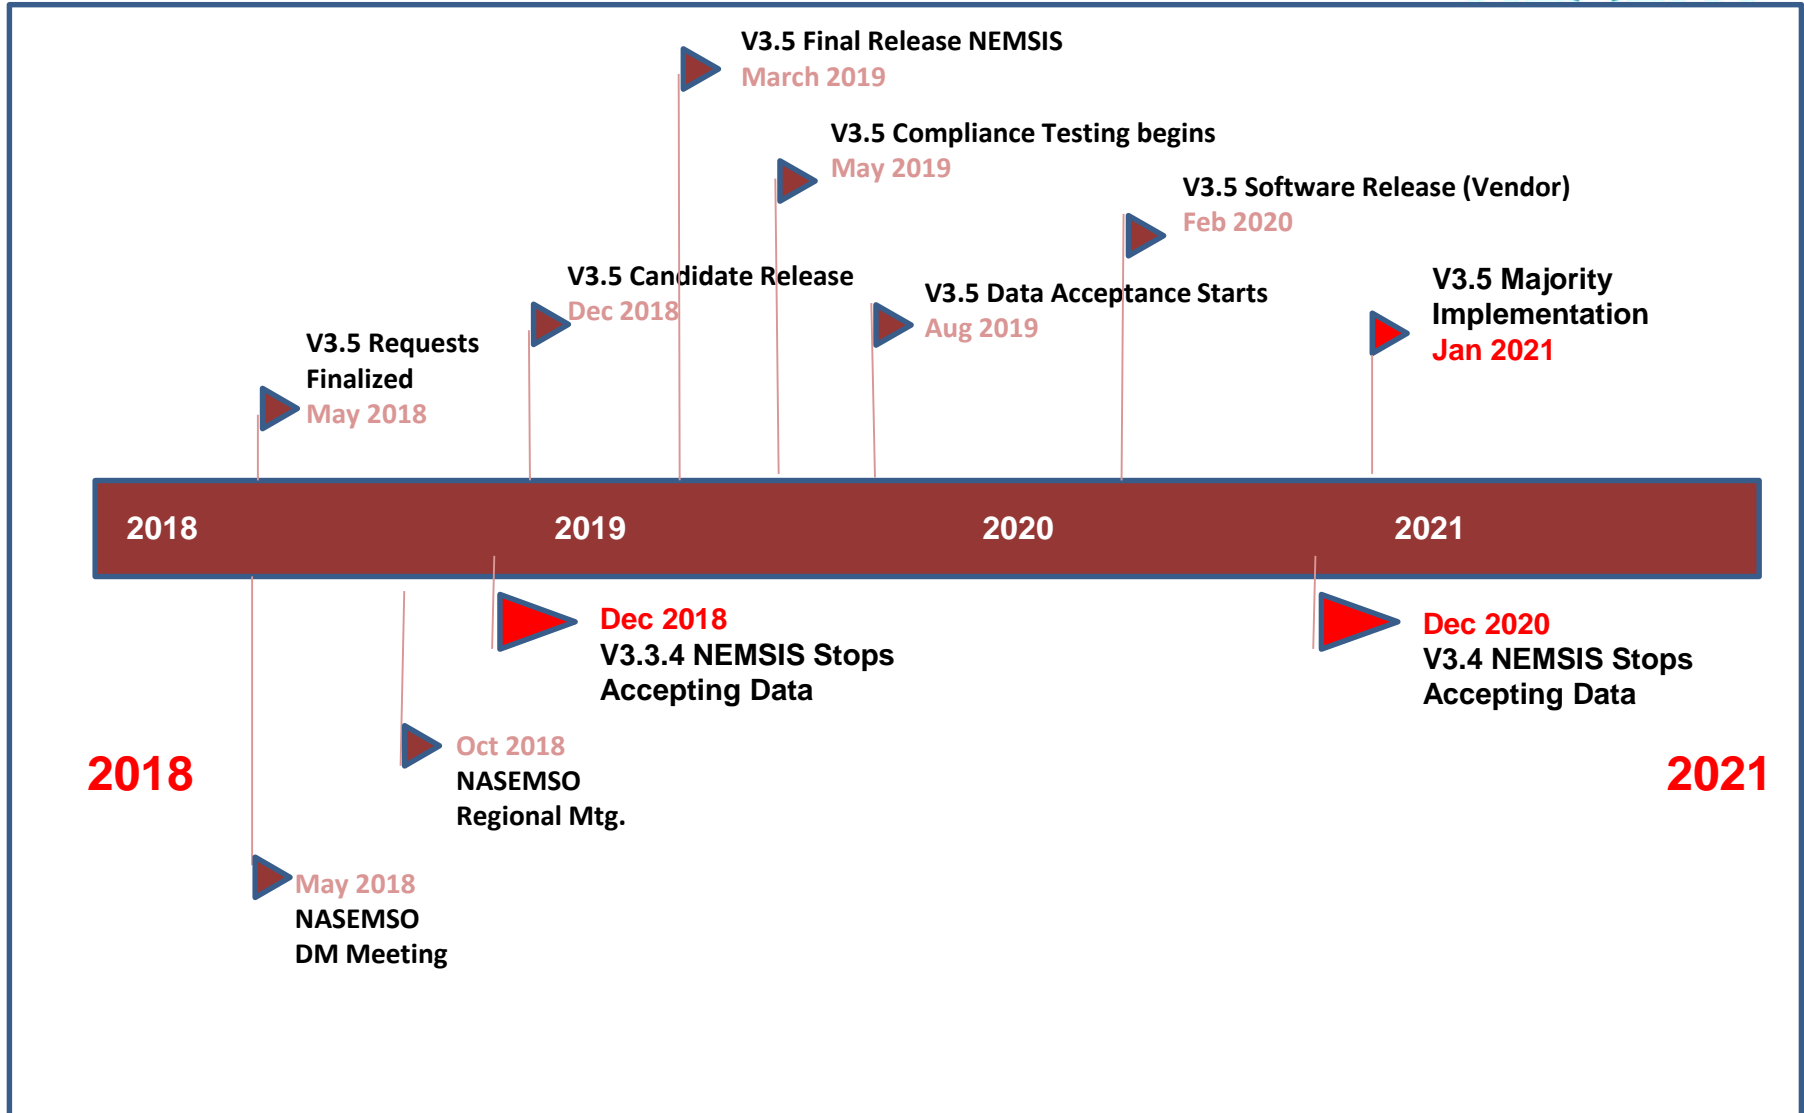 V3.5 Final Release NEMSIS
March 2019
V3.5 Compliance Testing begins
May 2019
V3.5 Software Release (Vendor)
Feb 2020
V3.5 Candidate Release
Dec 2018
V3.5 Data Acceptance Starts
Aug 2019
V3.5 Majority
Implementation
Jan 2021
V3.5 Requests
Finalized
May 2018
2018
2019
2020
2021
Dec 2018
V3.3.4 NEMSIS Stops
Accepting Data
Dec 2020
V3.4 NEMSIS Stops
Accepting Data
Oct 2018
NASEMSO
Regional Mtg.
2018
2021
May 2018
NASEMSO
DM Meeting